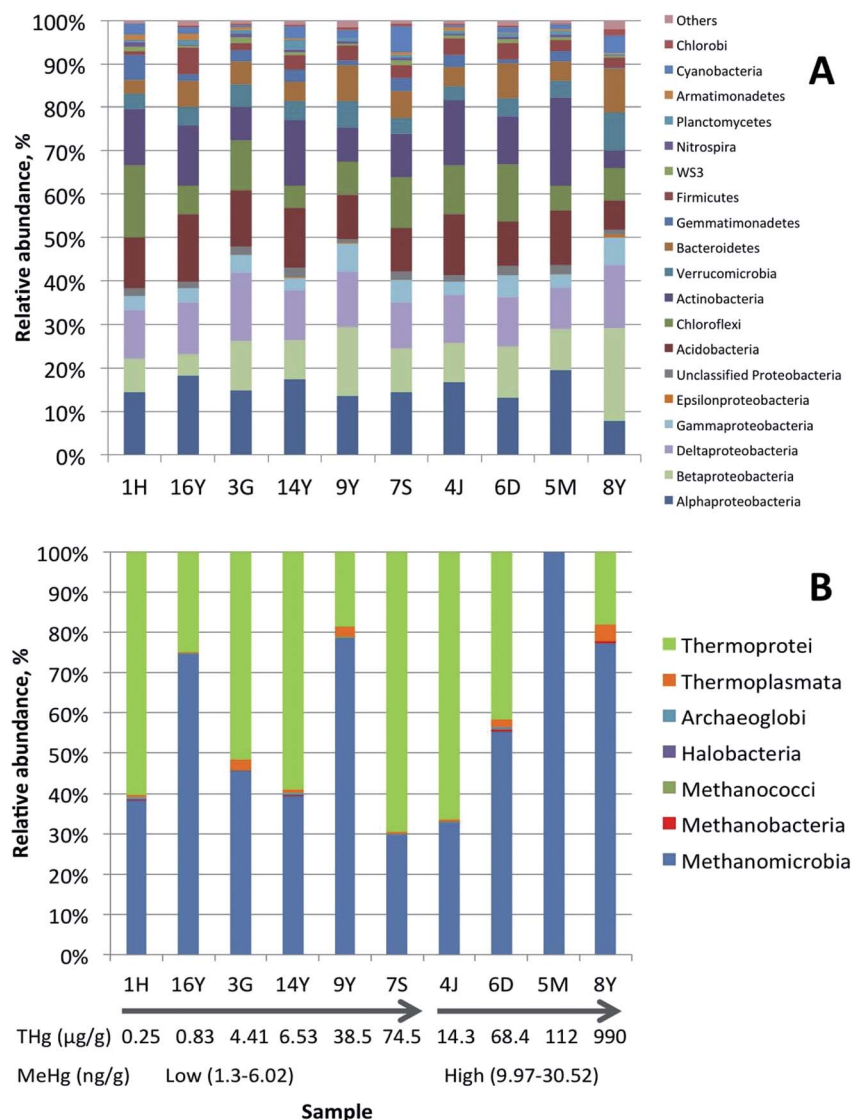 A
Relative abundance, %
100%
90%
80%
70%
60%
50%
40%
30%
20%
10%
0%
1H 16Y 3G 14Y 9Y 7S 4J 6D 5M 8Y
Others
Chlorobi
Cyanobacteria
Armatimonadetes
Planctomycetes
Nitrospira
WS3
Firmicutes
Gemmatimonadetes
Bacteroidetes
Verrucomicrobia
Actinobacteria
Chloroflexi
Acidobacteria
Unclassified Proteobacteria
Epsilonproteobacteria
Gammaproteobacteria
Deltaproteobacteria
Betaproteobacteria
Alphaproteobacteria
B
Relative abundance, %
100%
90%
80%
70%
60%
50%
40%
30%
20%
10%
0%
Thermoprotei
Thermoplasmata
Archaeoglobi
Halobacteria
Methanococci
Methanobacteria
Methanomicrobia
1H 16Y 3G 14Y 9Y 7S 4J 6D 5M 8Y
THg (μg/g) 0.25 0.83 4.41 6.53 38.5 74.5 14.3 68.4 112 990
MeHg (ng/g) Low (1.3-6.02) High (9.97-30.52)
Sample